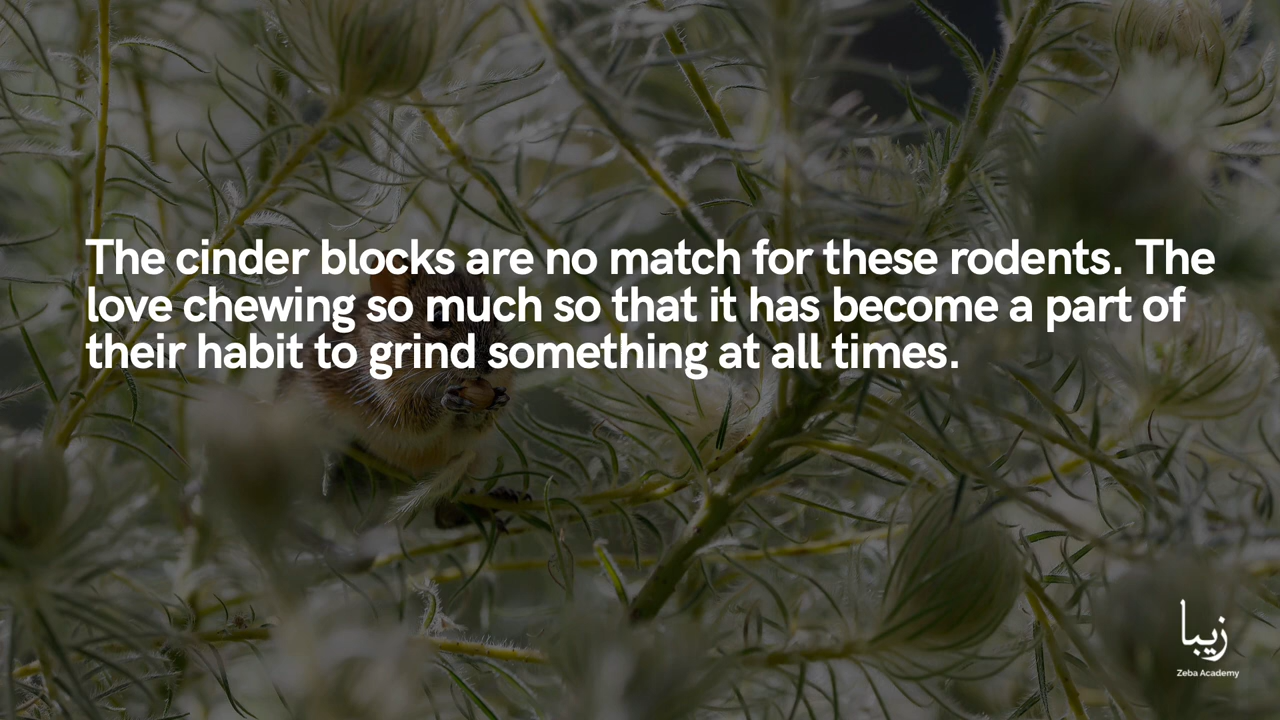 The cinder blocks are no match for these rodents. The
love chewing so much so that it has become a part of
their habit to grind something at all times.
زیبا
Zeba Academy